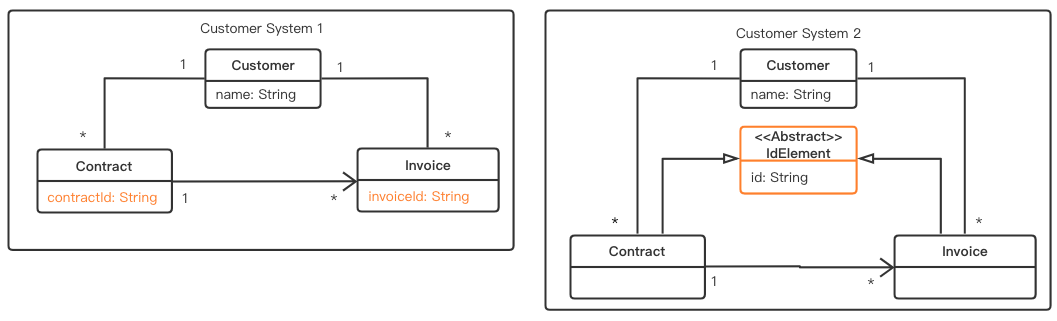 Customer System 1
1
Customer
1
name: String
*
*
Contract
Invoice
contractId: String
1
*
invoiceId: String
Customer System 2
1
Customer
1
name: String
<<Abstract>>
IdElement
id: String
*
*
Contract
Invoice
1
*